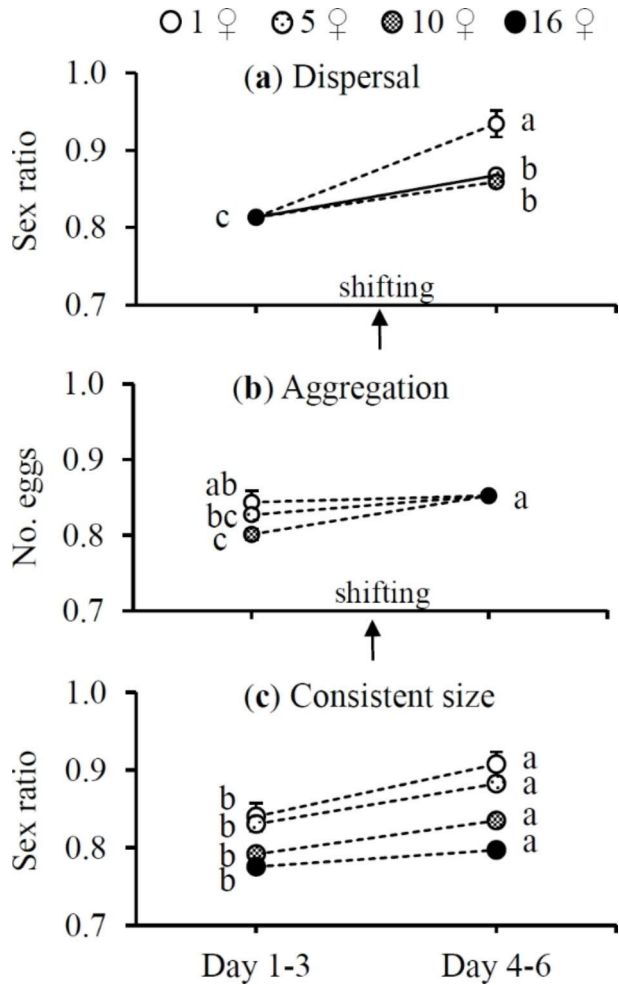 1 ♀ 5 ♀ 10 ♀ 16 ♀
(a) Dispersal
1.0
0.9
0.8
0.7
Sex ratio
c
a
b
b
shifting
(b) Aggregation
1.0
0.9
0.8
0.7
No. eggs
ab
bc
c
a
shifting
(c) Consistent size
1.0
0.9
0.8
0.7
Sex ratio
b
b
b
b
a
a
a
a
Day 1-3 Day 4-6